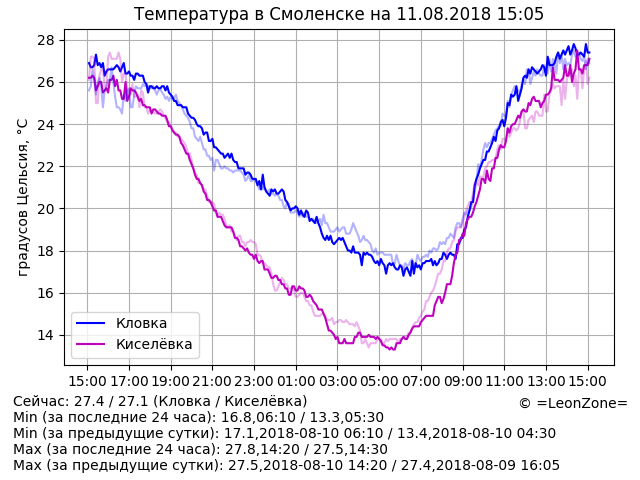 Температура в Смоленске на 11.08.2018 15:05
градусов Цельсия, °C
28
26
24
22
20
18
16
14
Кловка
Киселёвка
15:00 17:00 19:00 21:00 23:00 01:00 03:00 05:00 07:00 09:00 11:00 13:00 15:00
Сейчас: 27.4 / 27.1 (Кловка / Киселёвка)
© =LeonZone=
Min (за последние 24 часа): 16.8,06:10 / 13.3,05:30
Min (за предыдущие сутки): 17.1,2018-08-10 06:10 / 13.4,2018-08-10 04:30
Max (за последние 24 часа): 27.8,14:20 / 27.5,14:30
Max (за предыдущие сутки): 27.5,2018-08-10 14:20 / 27.4,2018-08-09 16:05